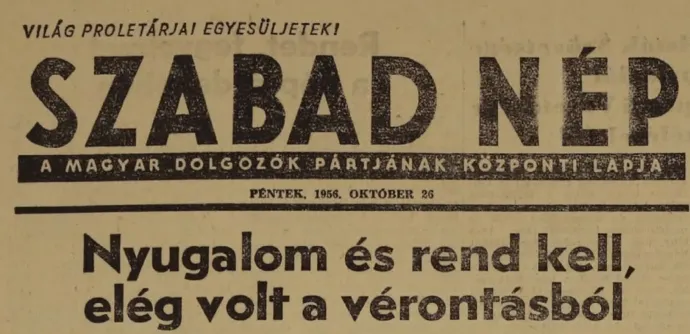 VILÁG PROLETÁRJAI EGYESÜLJETEK!
SZABAD NÉP
A MAGYAR DOLGOZÓK PÁRTJÁNAK KÖZPONTI LAPJA
PÉNTEK, 1956. OKTÓBER 26
Nyugalom és rend kell,
elég volt a vérontásból